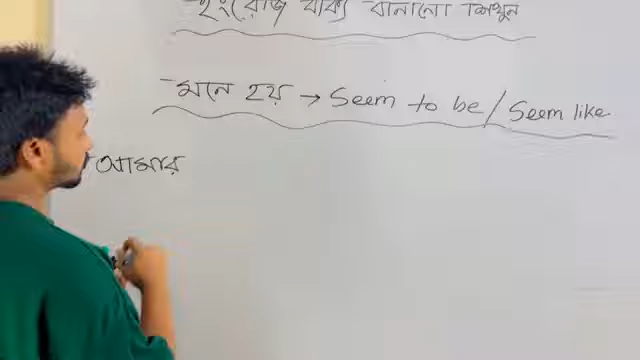 ইংরেজি বাক্য বানানো শিখুন
মনে হয় → Seem to be / Seem like
আমার